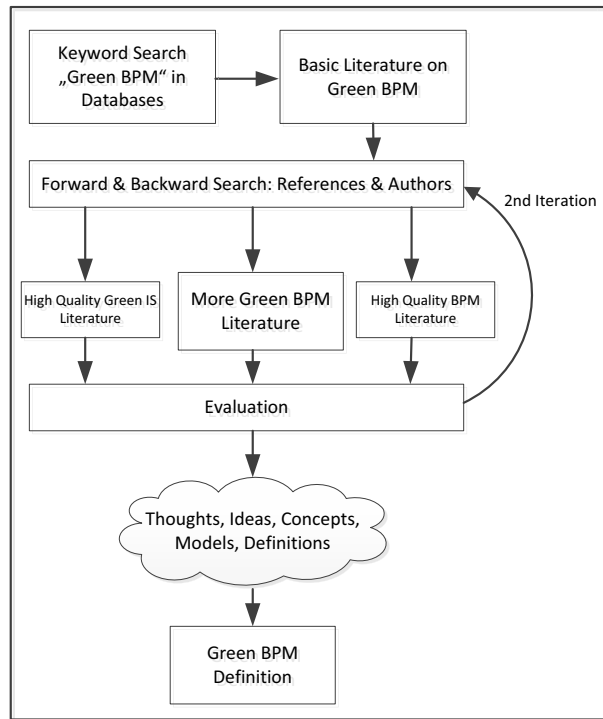 Keyword Search
„Green BPM“ in
Databases
Basic Literature on
Green BPM
Forward & Backward Search: References & Authors
2nd Iteration
High Quality Green IS
Literature
More Green BPM
Literature
High Quality BPM
Literature
Evaluation
Thoughts, Ideas, Concepts,
Models, Definitions
Green BPM
Definition